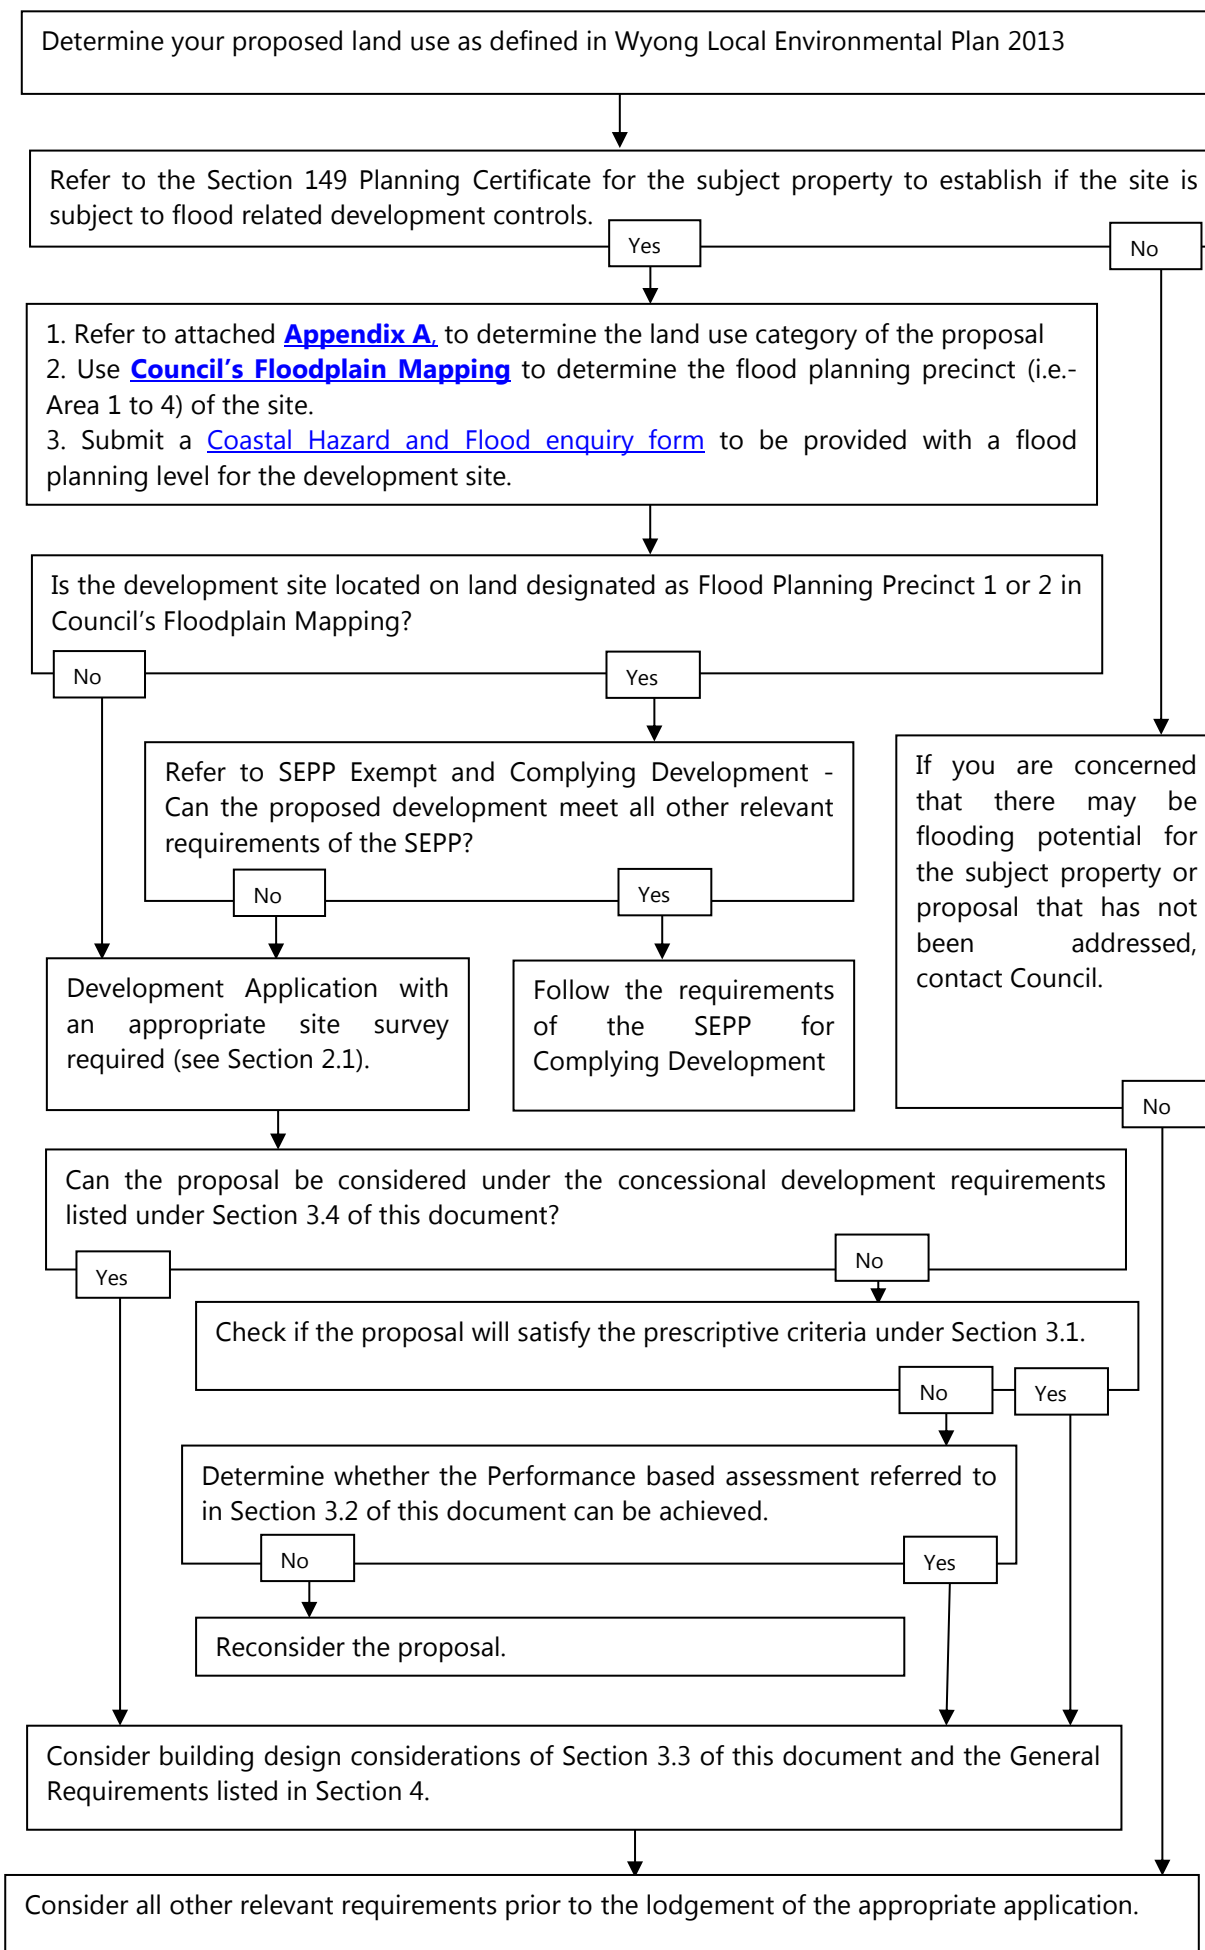 Determine your proposed land use as defined in Wyong Local Environmental Plan 2013
Refer to the Section 149 Planning Certificate for the subject property to establish if the site is
subject to flood related development controls.
Yes
No
1. Refer to attached Appendix A, to determine the land use category of the proposal
2. Use Council's Floodplain Mapping to determine the flood planning precinct (i.e.-
Area 1 to 4) of the site.
3. Submit a Coastal Hazard and Flood enquiry form to be provided with a flood
planning level for the development site.
Is the development site located on land designated as Flood Planning Precinct 1 or 2 in
Council's Floodplain Mapping?
No
Yes
Refer to SEPP Exempt and Complying Development -
Can the proposed development meet all other relevant
requirements of the SEPP?
No
Yes
If you are concerned
that there may be
flooding potential for
the subject property or
proposal that has not
been addressed,
contact Council.
No
Development Application with
an appropriate site survey
required (see Section 2.1).
Follow the requirements
of the SEPP for
Complying Development
Can the proposal be considered under the concessional development requirements
listed under Section 3.4 of this document?
Yes
No
Check if the proposal will satisfy the prescriptive criteria under Section 3.1.
No
Yes
Determine whether the Performance based assessment referred to
in Section 3.2 of this document can be achieved.
No
Yes
Reconsider the proposal.
Consider building design considerations of Section 3.3 of this document and the General
Requirements listed in Section 4.
Consider all other relevant requirements prior to the lodgement of the appropriate application.